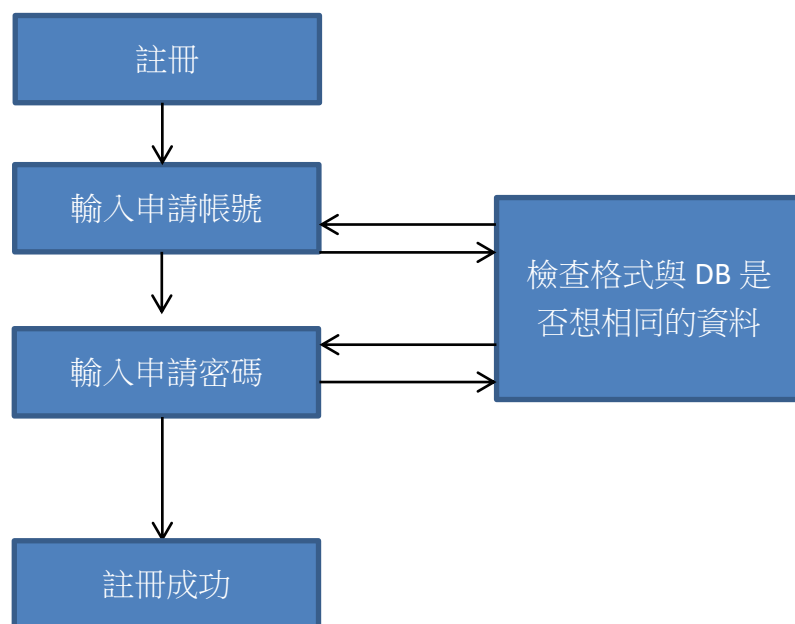 註冊
輸入申請帳號
檢查格式與 DB 是
否想相同的資料
輸入申請密碼
註冊成功